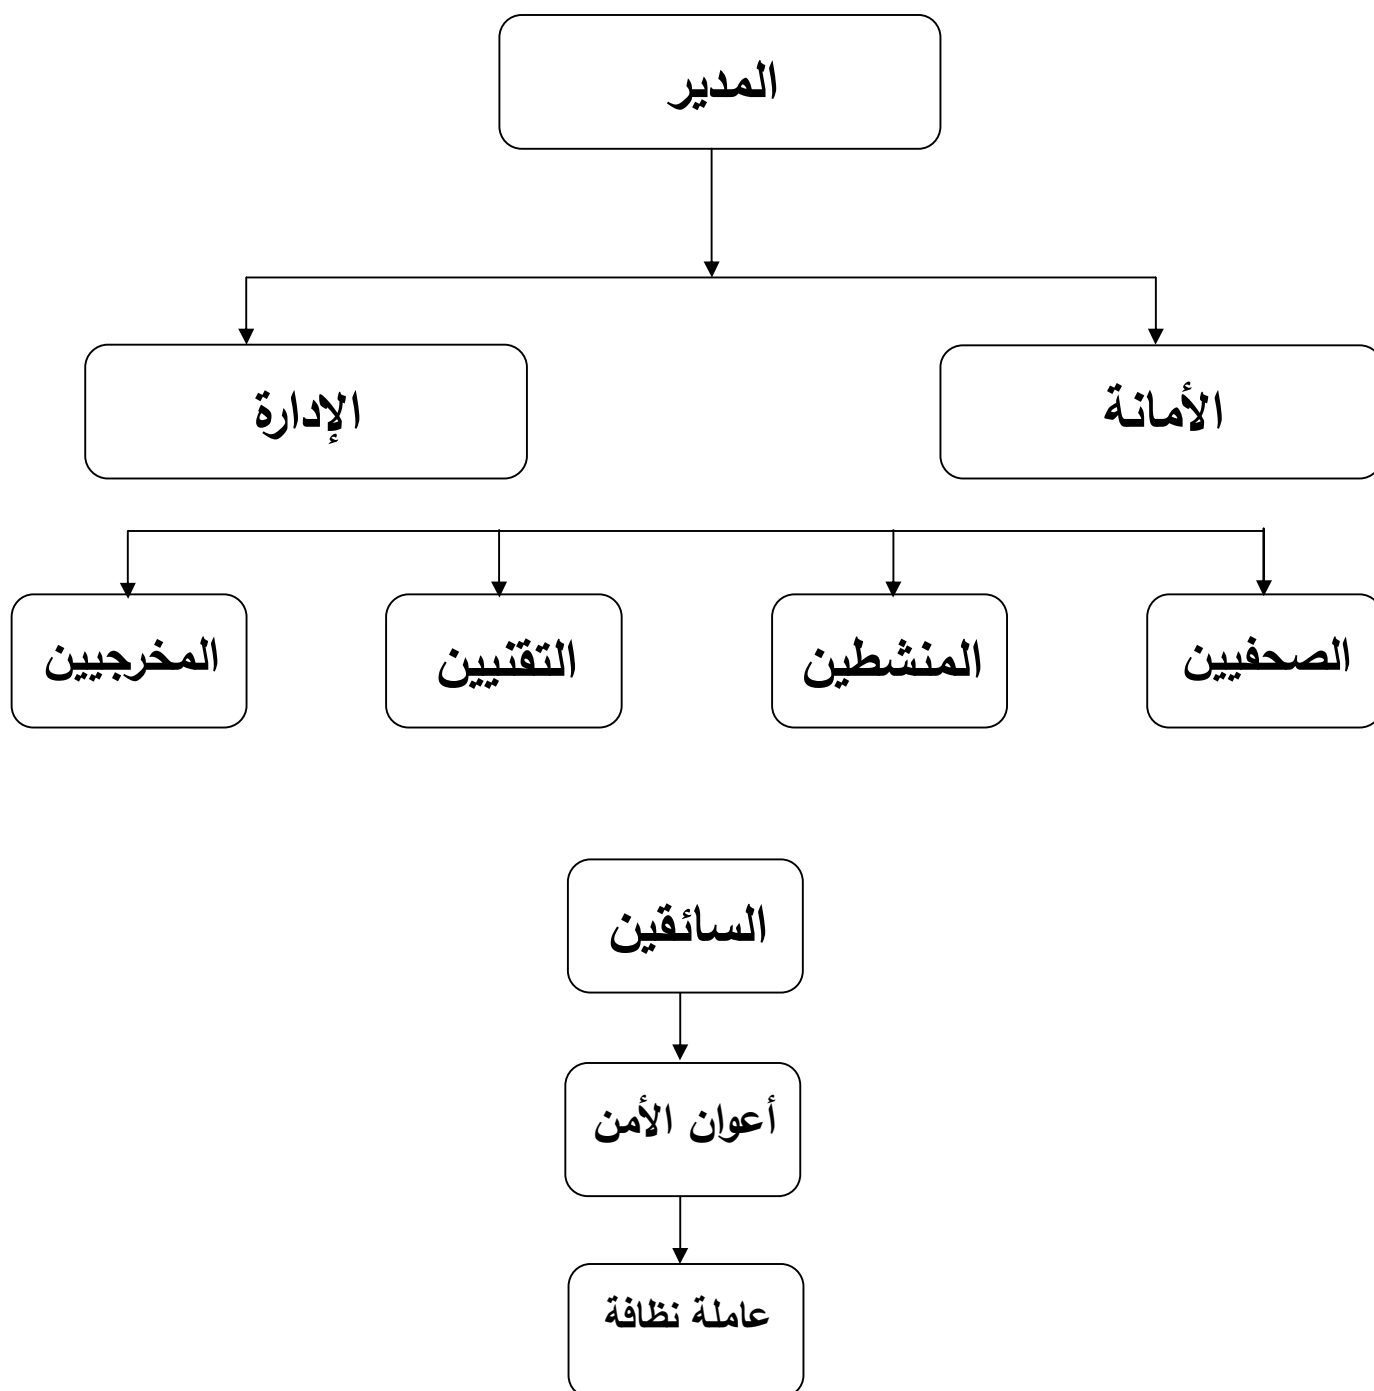 المدير
الأمانة
الإدارة
الصحفيين
المنشطين
التقنيين
المخرجيين
السائقين
أعوان الأمن
عاملة نظافة